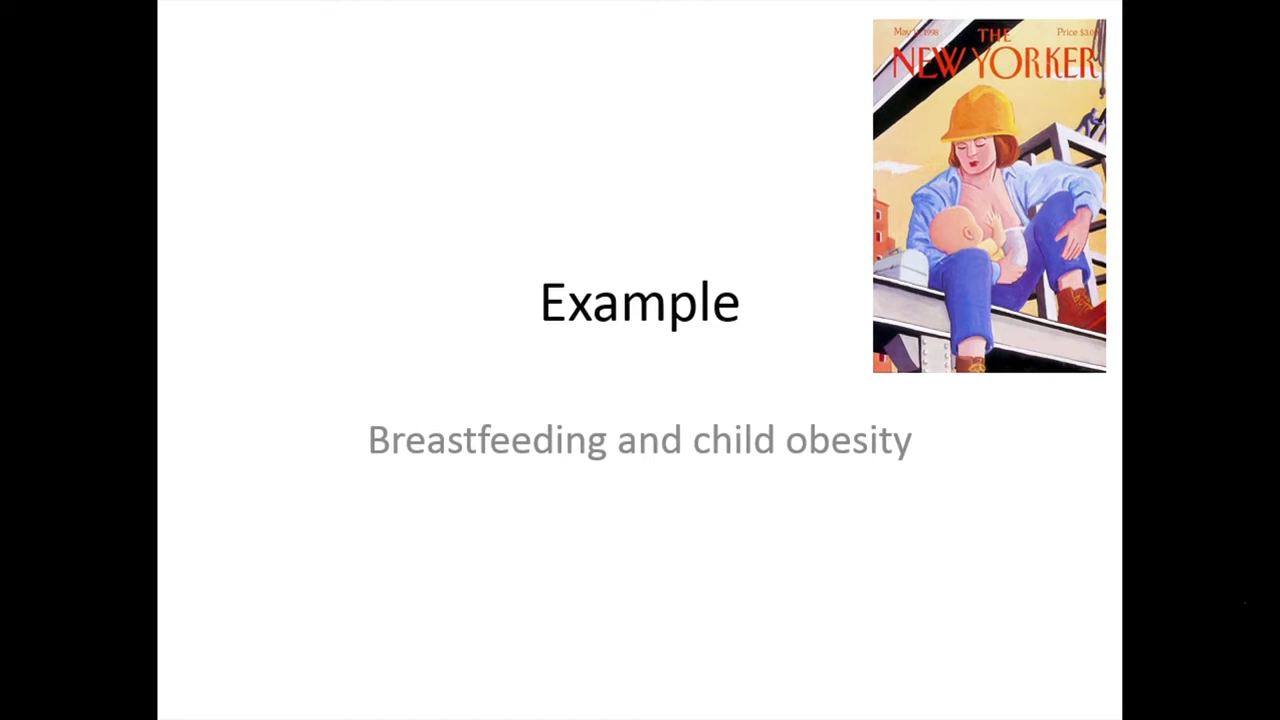 THE
NEW YORKER
Price $3.00
Example
Breastfeeding and child obesity